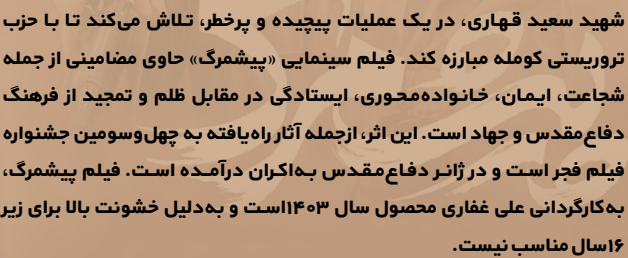 شهید سعید قهاری، در یک عملیات پیچیده و پرخطر، تلاش می‌کند تا با حزب
تروریستی کومله مبارزه کند. فیلم سینمایی «پیشمرگ» حاوی مضامینی از جمله
شجاعت، ایمان، خانواده‌محوری، ایستادگی در مقابل ظلم و تمجید از فرهنگ
دفاع‌مقدس و جهاد است. این اثر، ازجمله آثار راه‌یافته به چهل‌وسومین جشنواره
فیلم فجر است و در ژانر دفاع‌مقدس به‌اکران درآمده است. فیلم پیشمرگ،
به‌کارگردانی علی غفاری محصول سال ۱۴۰۳است و به‌دلیل خشونت بالا برای زیر
۱۶سال مناسب نیست.